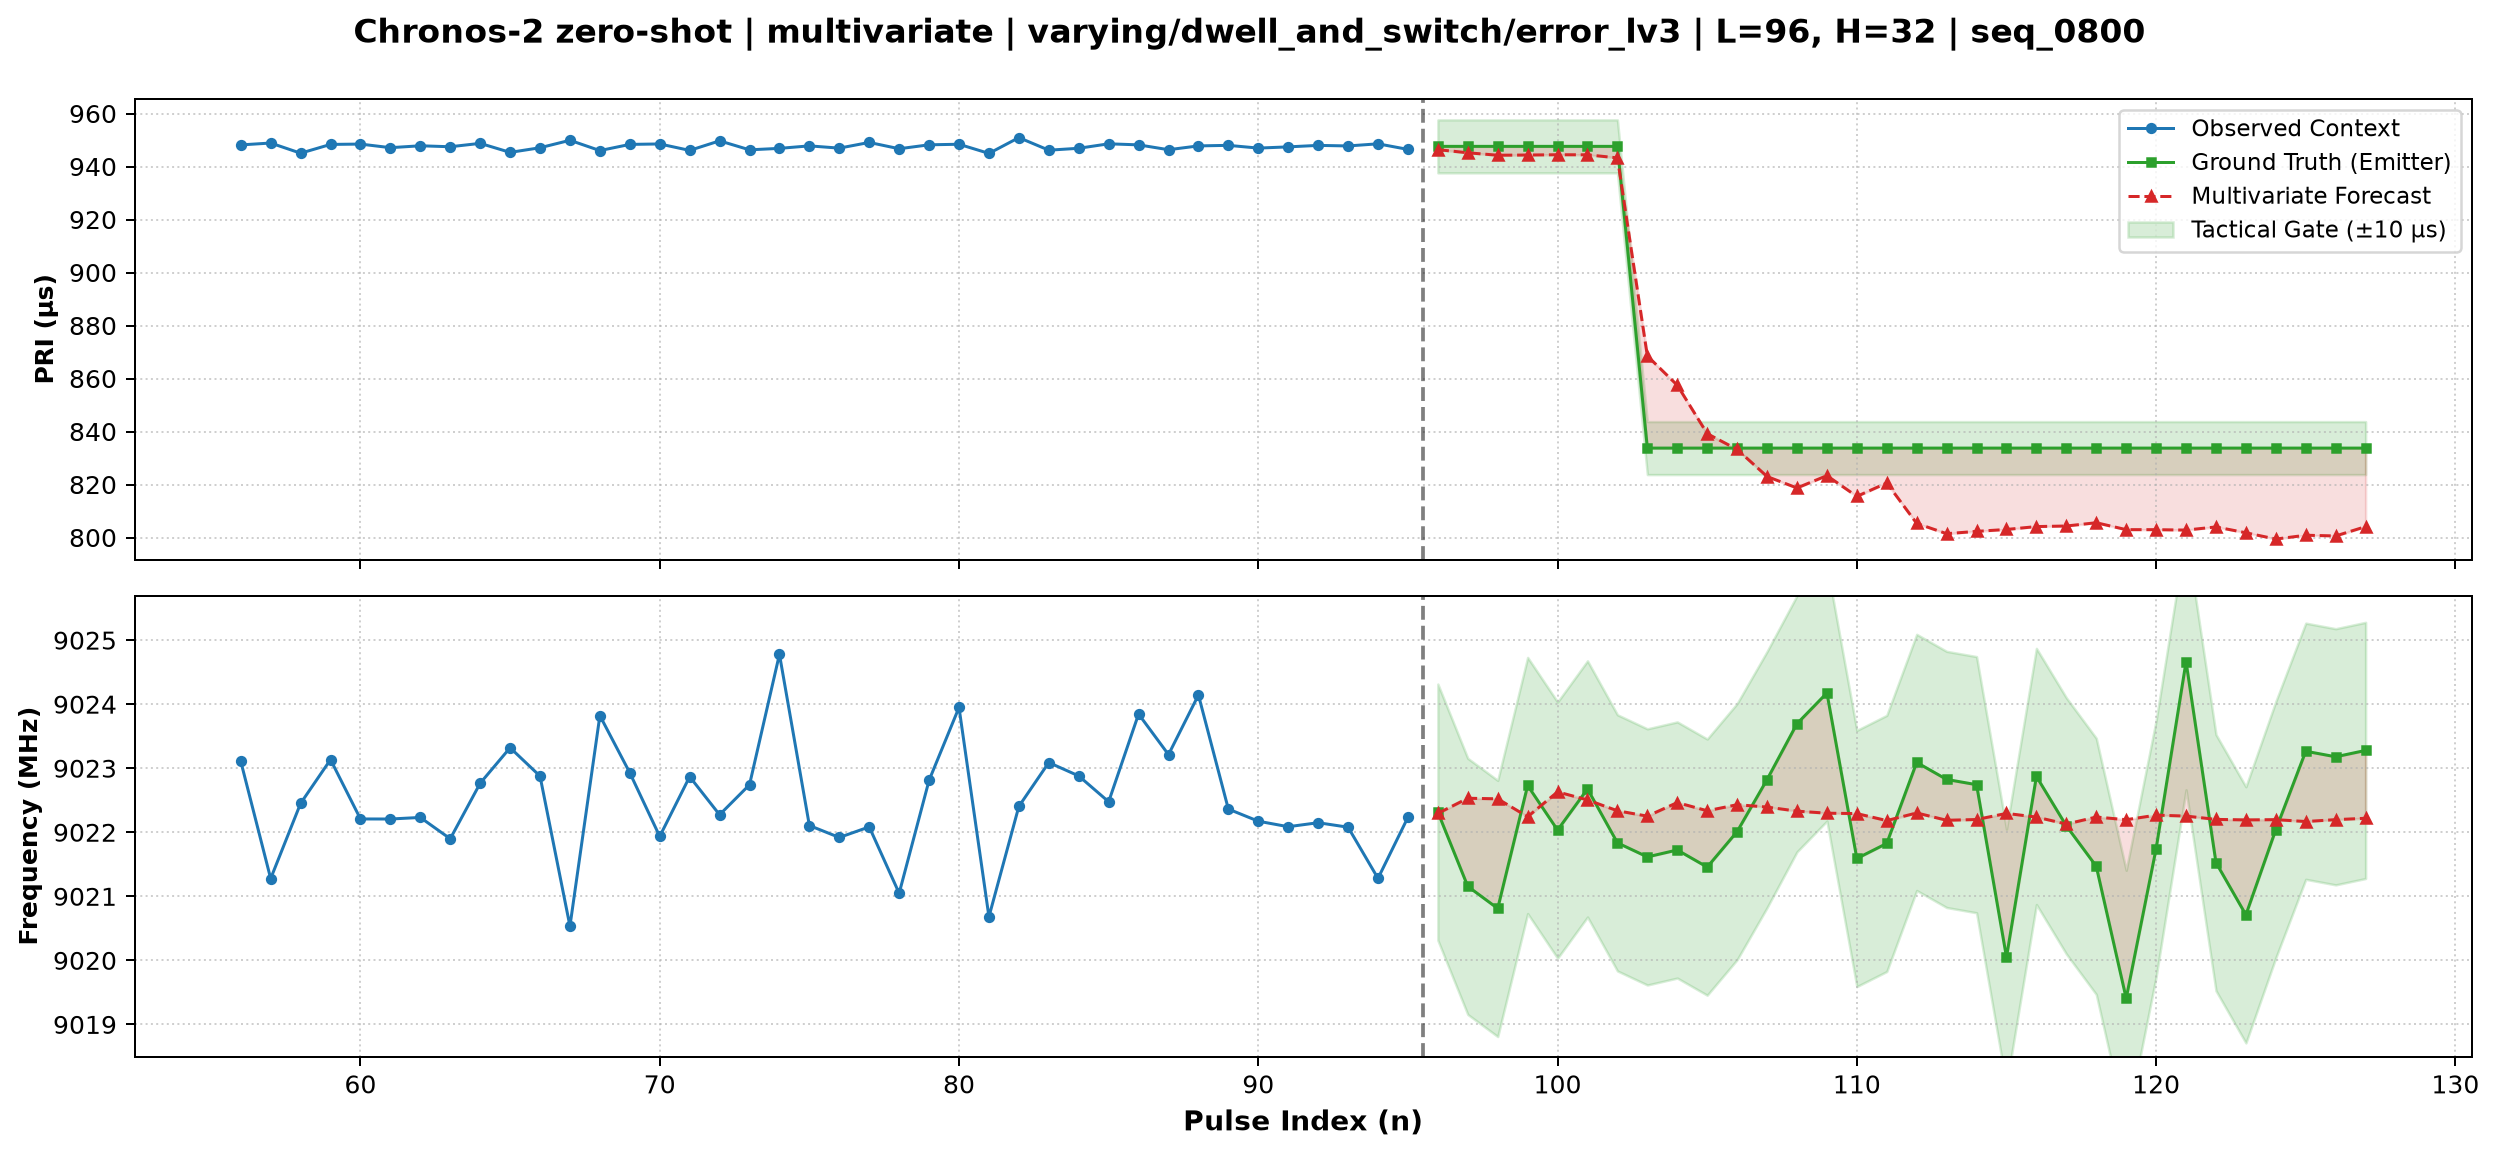 Chronos-2 zero-shot | multivariate | varying/dwell_and_switch/error_lv3 | L=96, H=32 | seq_0800
960
940
920
900
880
860
840
820
800
PRI (µs)
Observed Context
Ground Truth (Emitter)
Multivariate Forecast
Tactical Gate (±10 µs)
9025
9024
9023
9022
9021
9020
9019
Frequency (MHz)
60 70 80 90 100 110 120 130
Pulse Index (n)